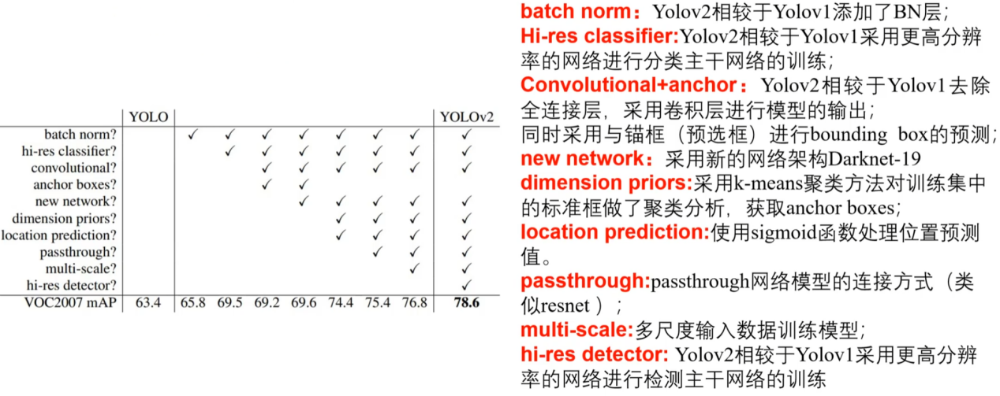 YOLO YOLOv2
batch norm? ✓ ✓ ✓ ✓ ✓ ✓ ✓ ✓
hi-res classifier? ✓ ✓ ✓ ✓ ✓ ✓ ✓
convolutional? ✓ ✓ ✓ ✓ ✓ ✓
anchor boxes? ✓ ✓
new network? ✓ ✓ ✓ ✓ ✓
dimension priors? ✓ ✓ ✓ ✓
location prediction? ✓ ✓ ✓ ✓
passthrough? ✓ ✓ ✓
multi-scale? ✓ ✓
hi-res detector? ✓
VOC2007 mAP 63.4 65.8 69.5 69.2 69.6 74.4 75.4 76.8 78.6
batch norm：Yolov2相较于Yolov1添加了BN层；
Hi-res classifier:Yolov2相较于Yolov1采用更高分辨
率的网络进行分类主干网络的训练；
Convolutional+anchor：Yolov2相较于Yolov1去除
全连接层，采用卷积层进行模型的输出；
同时采用与锚框（预选框）进行bounding box的预测；
new network：采用新的网络架构Darknet-19
dimension priors:采用k-means聚类方法对训练集中
的标准框做了聚类分析，获取anchor boxes；
location prediction:使用sigmoid函数处理位置预测
值。
passthrough:passthrough网络模型的连接方式（类
似resnet）；
multi-scale:多尺度输入数据训练模型；
hi-res detector: Yolov2相较于Yolov1采用更高分辨
率的网络进行检测主干网络的训练